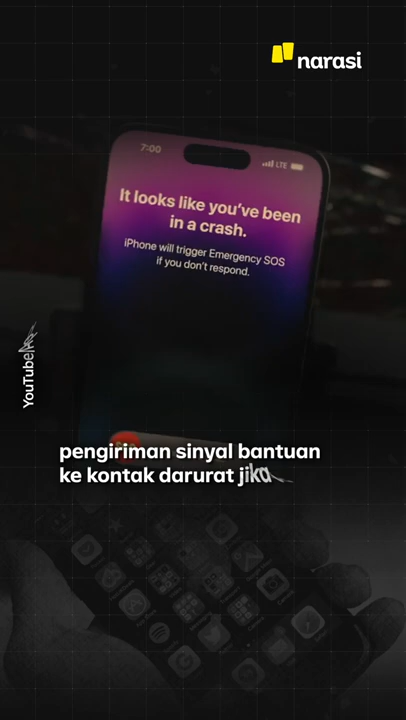 narasi
7:00
LTE
It looks like you've been
in a crash.
iPhone will trigger Emergency SOS
if you don't respond.
YouTube/
pengiriman sinyal bantuan
ke kontak darurat jika